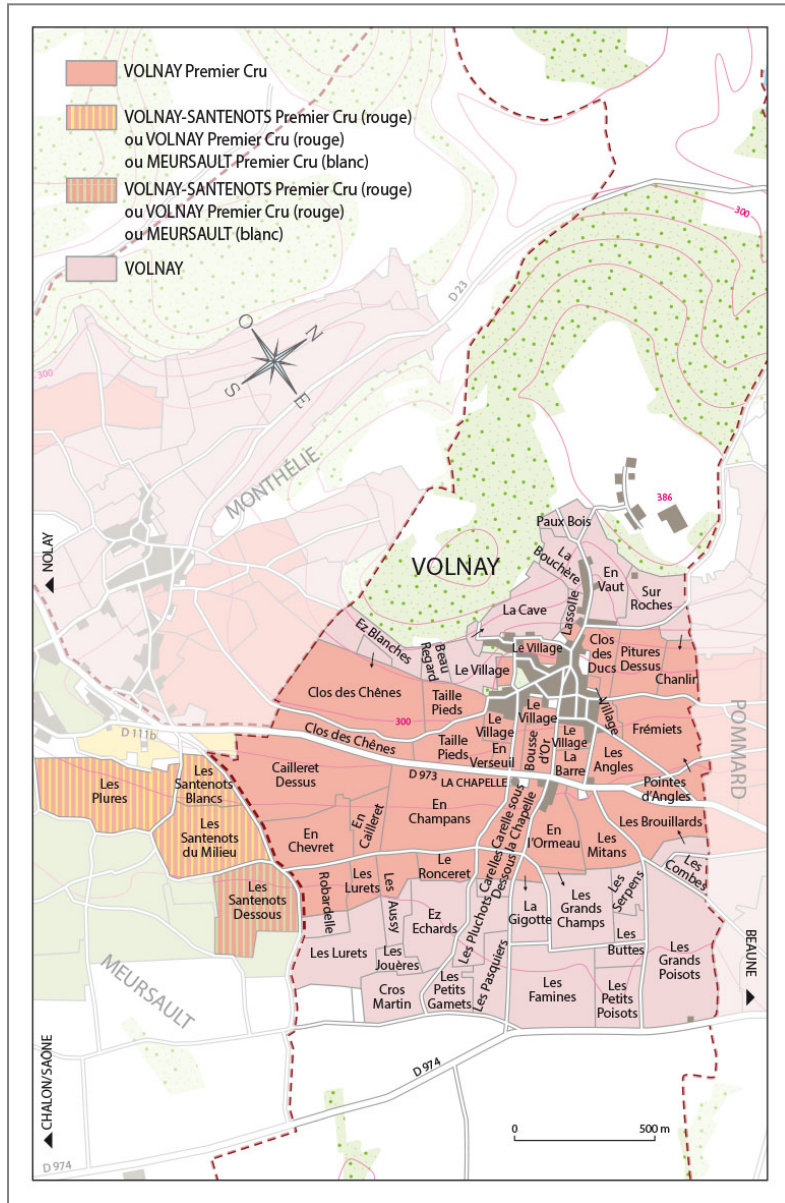 VOLNAY Premier Cru
VOLNAY-SANTENOTS Premier Cru (rouge)
ou VOLNAY Premier Cru (rouge)
ou MEURSAULT Premier Cru (blanc)
VOLNAY-SANTENOTS Premier Cru (rouge)
ou VOLNAY Premier Cru (rouge)
ou MEURSAULT (blanc)
VOLNAY
300
D 23
O
N
S
E
300
MONTHÉLIE
386
Paux Bois
VOLNAY
La
Bouchère
En
Vaut
Sur
Roches
NOLAY
La Cave
Lassolle
Ez Blanches
Beau
Regard
Le Village
Le Village
Clos
des
Ducs
Pitures
Dessus
Chanlin
Clos des Chênes
Taille
Pieds
300
Le
Village
Le
Village
Village
Frémiets
POMMARD
D 111b
Clos des Chênes
Taille
Pieds
En
Verseuil
Bousse
d'Or
Le
Village
La
Barre
Les
Angles
Pointes
d'Angles
Les
Plures
Les
Santenots
Blancs
Cailleret
Dessus
D 973
LA CHAPELLE
En
Champans
Les Brouillards
Les
Santenots
du Milieu
En
Chevret
En
Cailleret
Carelle sous
la Chapelle
Carelles
Dessous
En
l'Ormeau
Les
Mitans
Les
Combes
Les
Santenots
Dessous
Robardelle
Les
Lurets
Le
Ronceret
Les
Aussy
Ez
Echards
Les Pluchots
La
Gigotte
Les
Grands
Champs
Les
Serpens
Les Lurets
Les
Jouères
Les Pasquiers
Les
Buttes
Les
Grands
Poisots
MEURSAULT
Cros
Martin
Les
Petits
Gamets
Les
Famines
Les
Petits
Poisots
BEAUNE
CHALON/SAÔNE
D 974
D 974
0
500 m